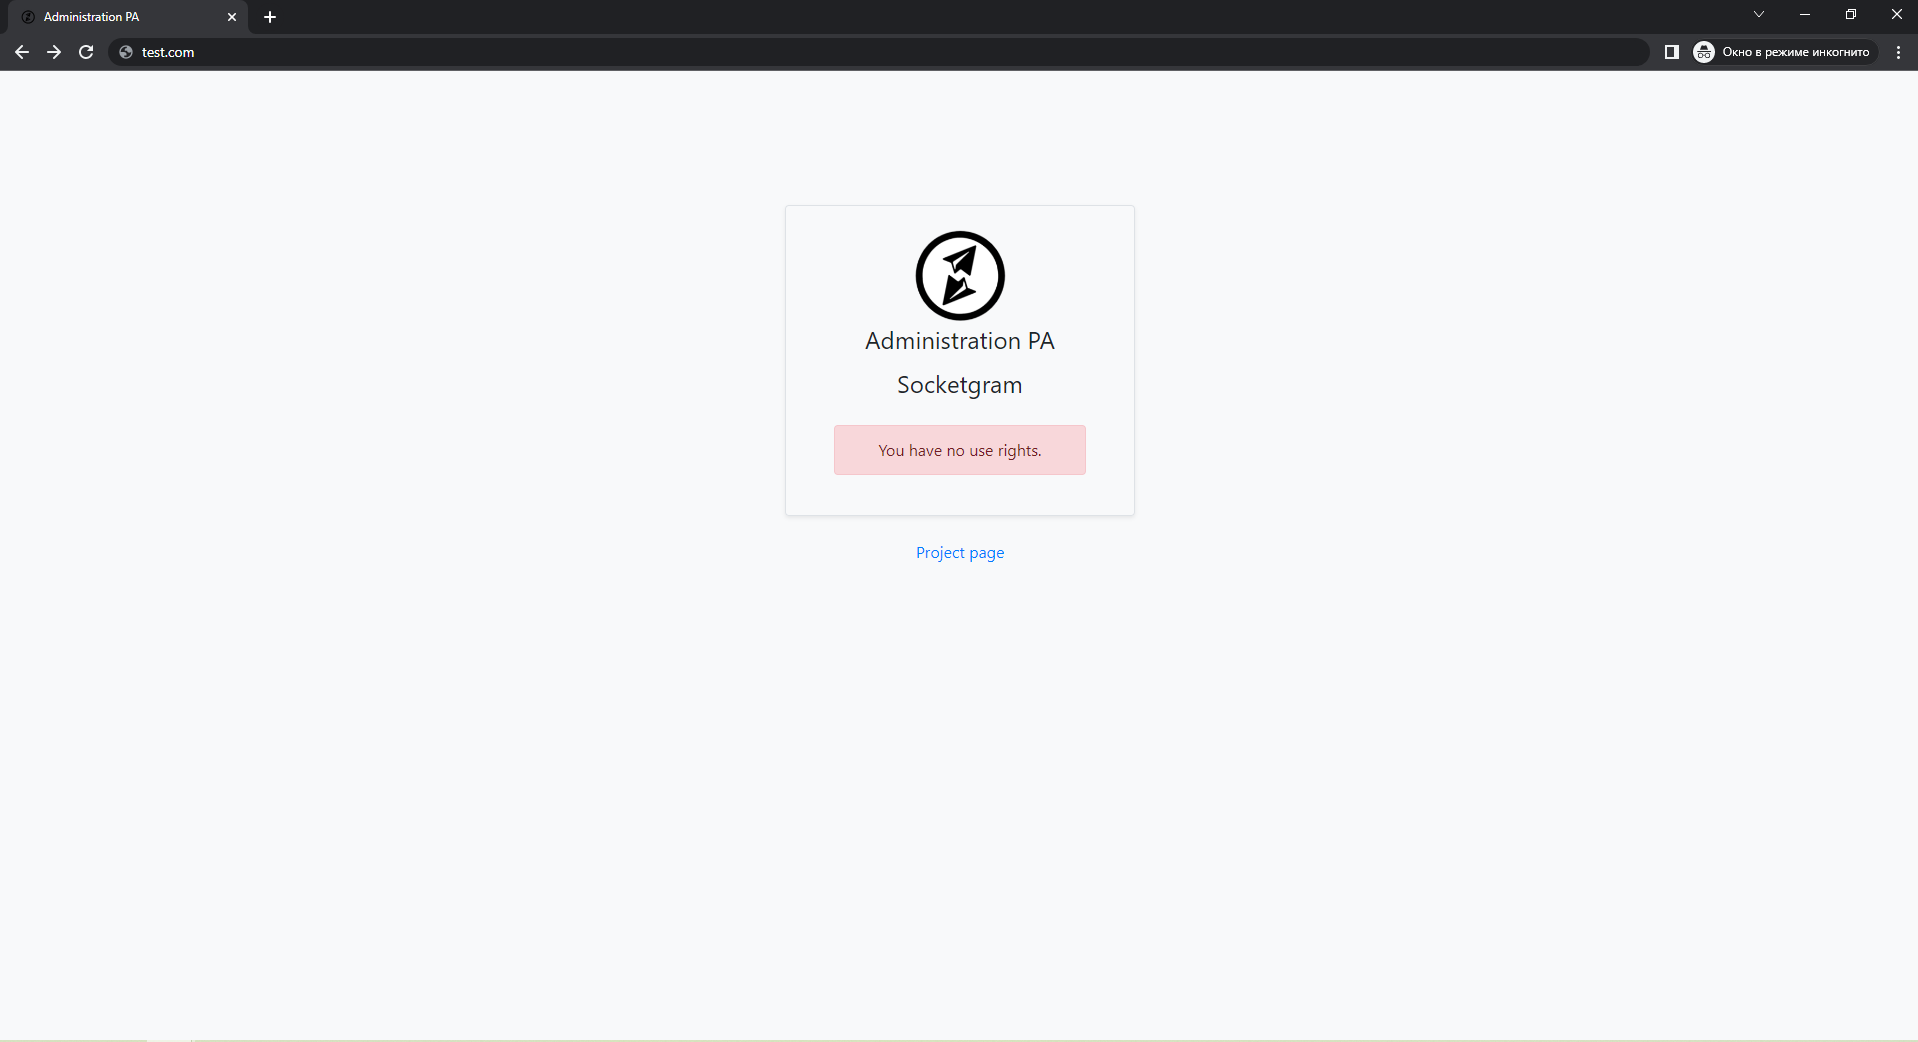 Administration PA
test.com
Окно в режиме инкогнито
Administration PA
Socketgram
You have no use rights.
Project page